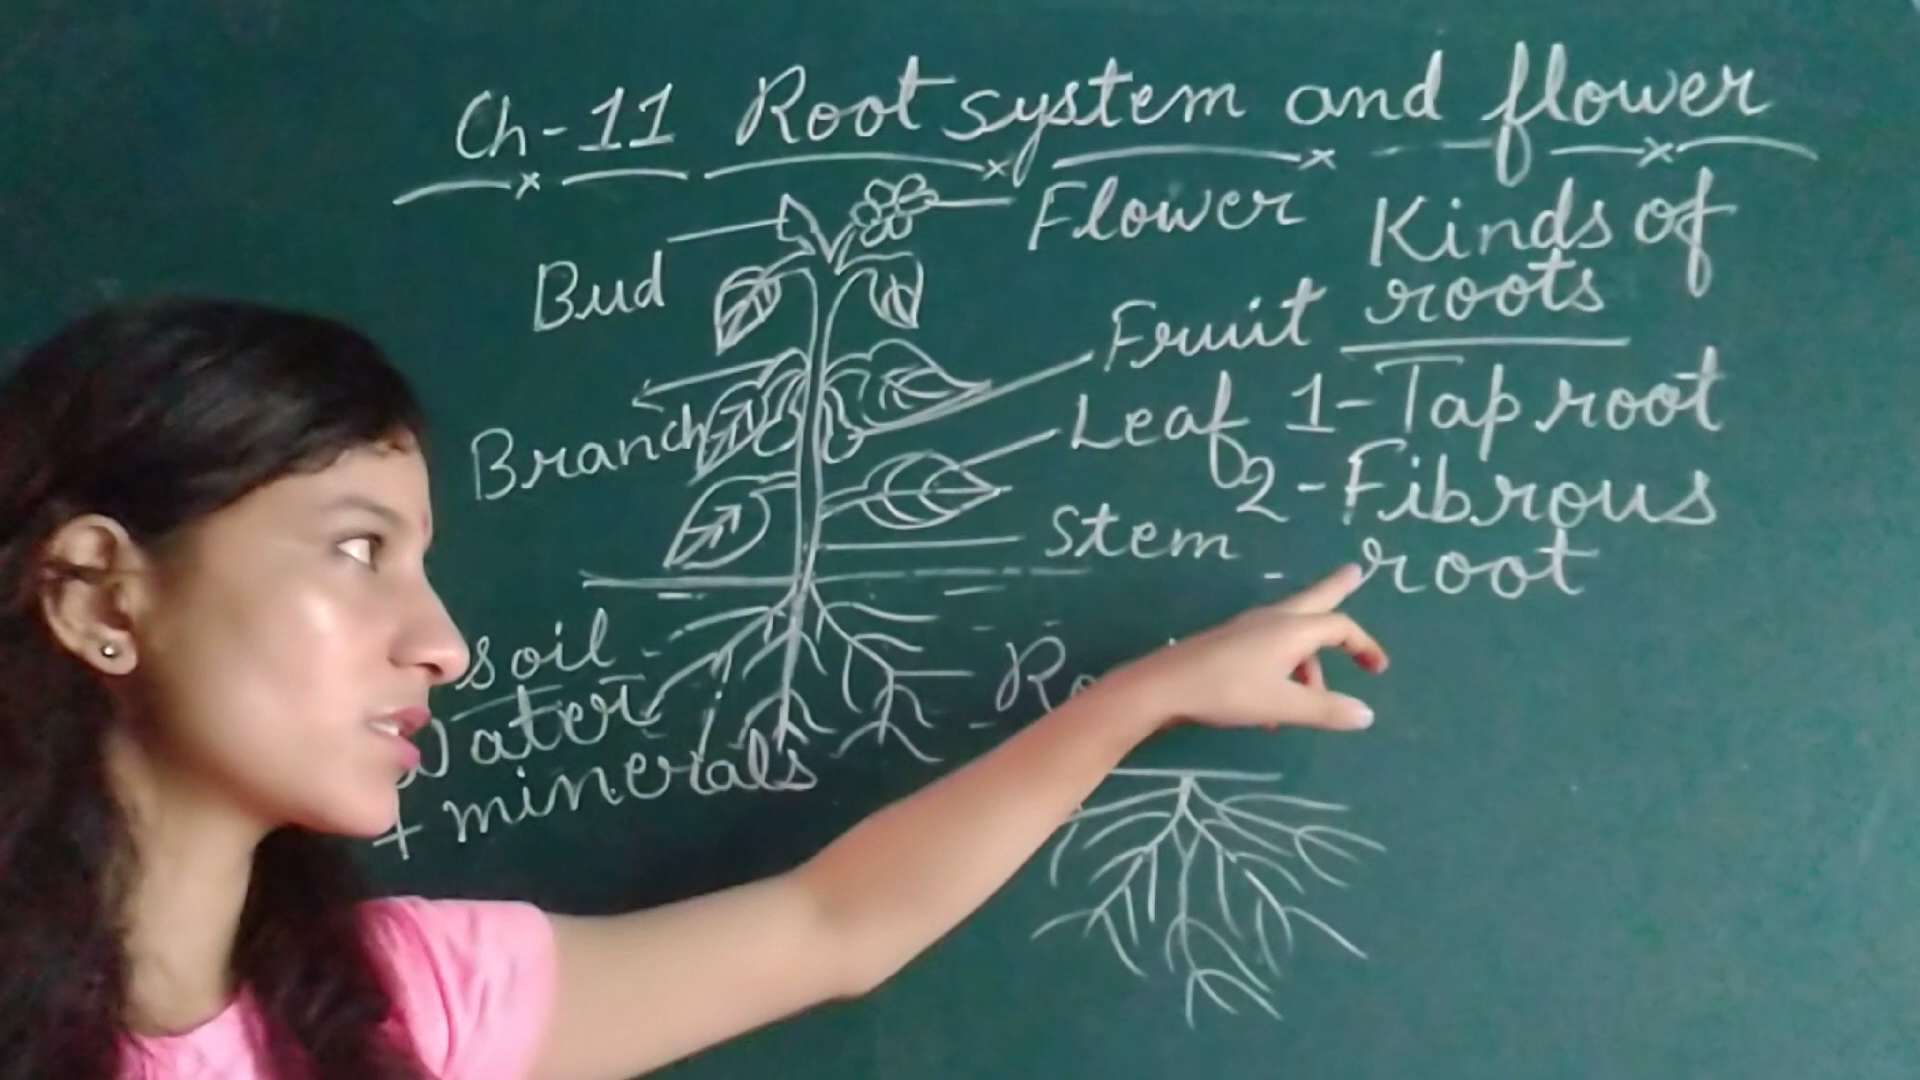 Ch-11 Root system and flower
Bud
Flower
Kinds of
roots
Fruit
Branch
Leaf
1-Tap root
2-Fibrous
root
Stem
soil
Water
+ minerals